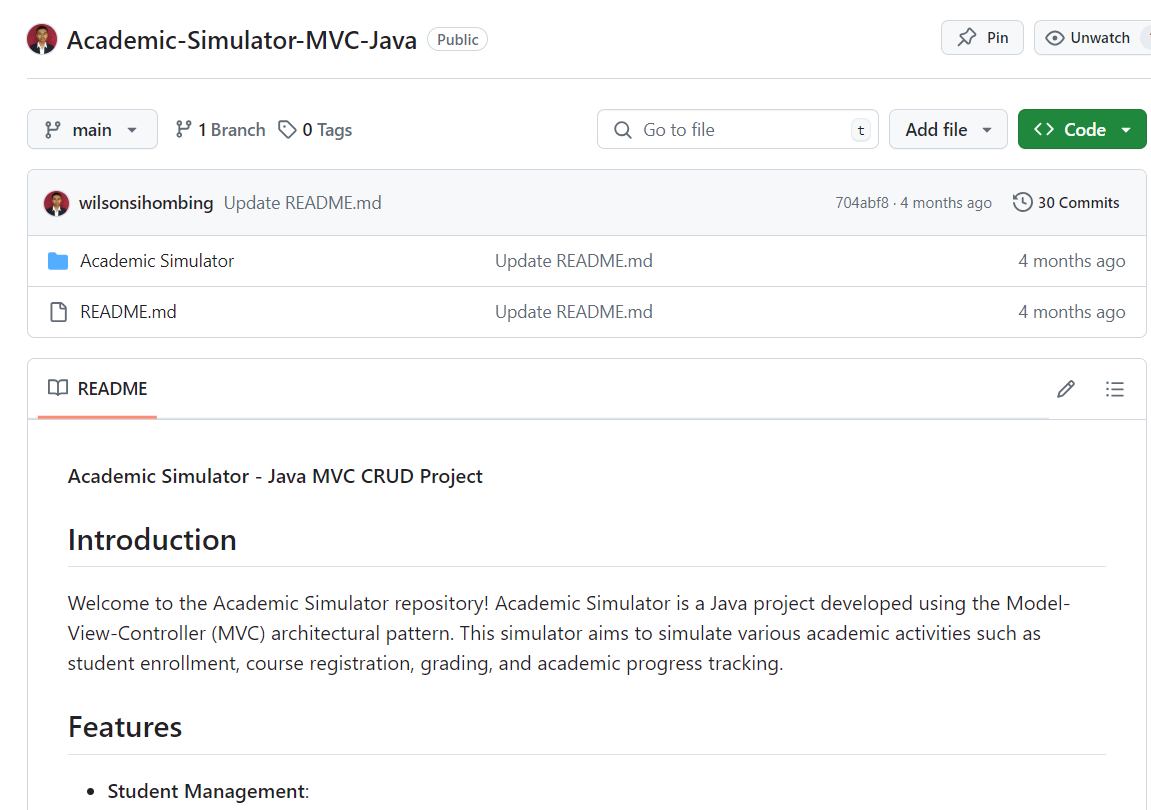 Academic-Simulator-MVC-Java Public Pin Unwatch
main 1 Branch 0 Tags Go to file t Add file Code
wilsonsihombing Update README.md 704abf8 · 4 months ago 30 Commits
Academic Simulator Update README.md 4 months ago
README.md Update README.md 4 months ago
README
Academic Simulator - Java MVC CRUD Project
Introduction
Welcome to the Academic Simulator repository! Academic Simulator is a Java project developed using the Model-
View-Controller (MVC) architectural pattern. This simulator aims to simulate various academic activities such as
student enrollment, course registration, grading, and academic progress tracking.
Features
• Student Management: